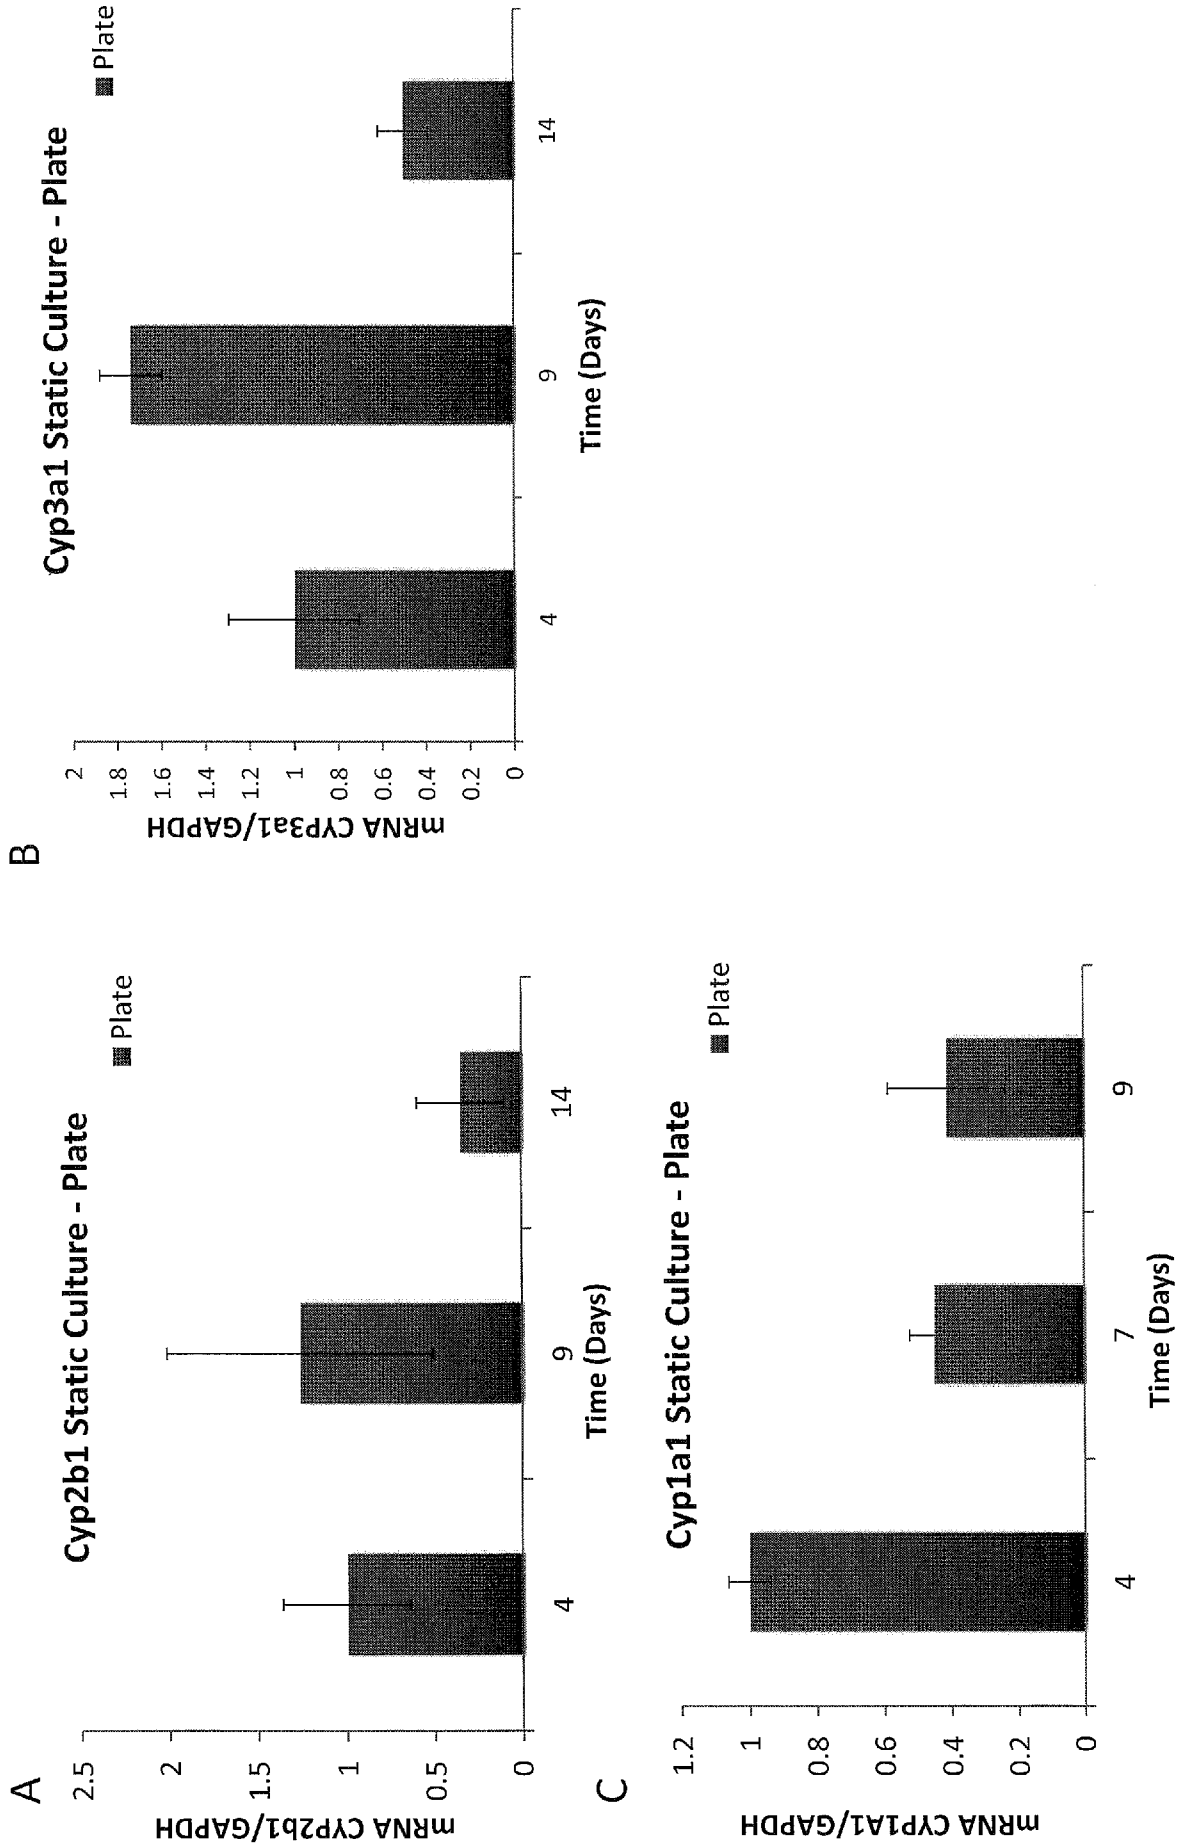 A
Cyp2b1 Static Culture - Plate
Plate
mRNA CYP2b1/GAPDH
2.5
2
1.5
1
0.5
0
4
9
14
Time (Days)
B
Cyp3a1 Static Culture - Plate
Plate
mRNA CYP3a1/GAPDH
2
1.8
1.6
1.4
1.2
1
0.8
0.6
0.4
0.2
0
4
9
14
Time (Days)
C
Cyp1a1 Static Culture - Plate
Plate
mRNA CYP1A1/GAPDH
1.2
1
0.8
0.6
0.4
0.2
0
4
7
9
Time (Days)